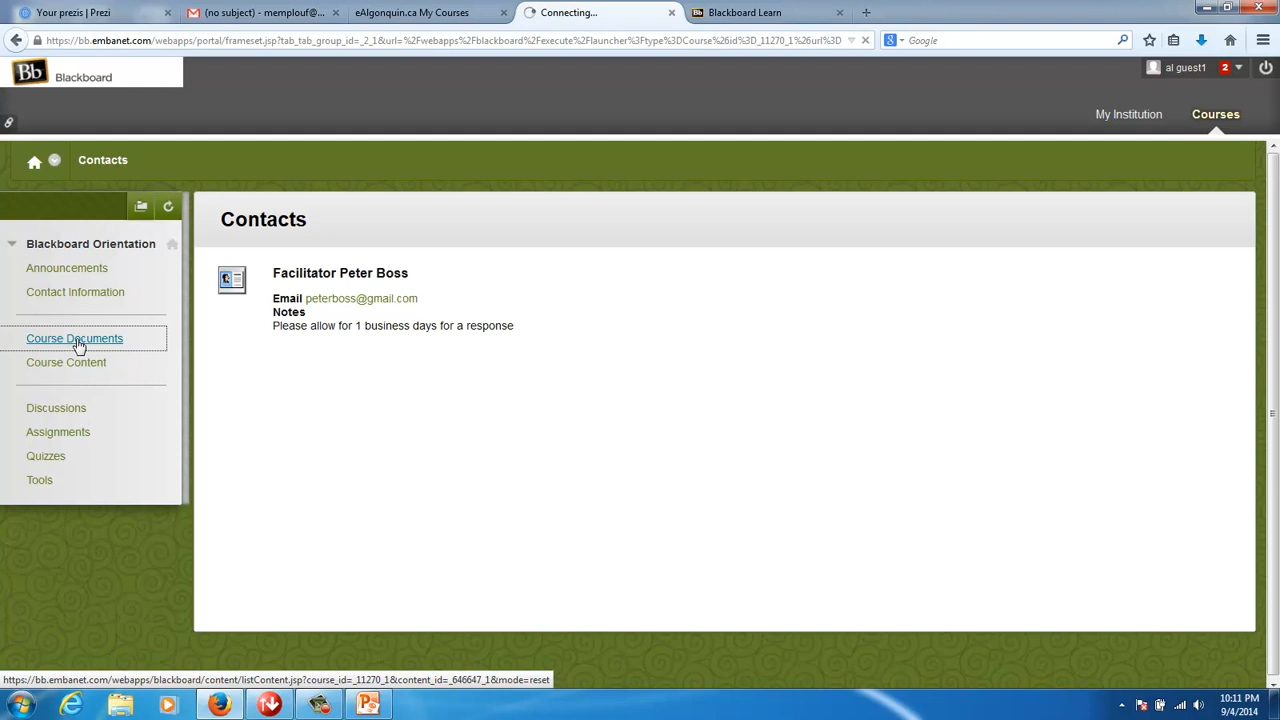 Your prezis | Prezi
(no subject) - memplouf@...
eAlgonquin.ca My Courses
Connecting...
Blackboard Learn
https://bb.embanet.com/webapps/portal/frameset.jsp?tab_tab_group_id=_2_1&url=%2Fwebapps%2Fblackboard%2Fexecute%2Flauncher%3Ftype%3DCourse%26id%3D_11270_1%26url%3D
Google
Bb Blackboard
al guest1 2
My Institution Courses
Contacts
Contacts
Blackboard Orientation
Announcements
Contact Information
Course Documents
Course Content
Discussions
Assignments
Quizzes
Tools
Facilitator Peter Boss
Email peterboss@gmail.com
Notes
Please allow for 1 business days for a response
https://bb.embanet.com/webapps/blackboard/content/listContent.jsp?course_id=_11270_1&content_id=_646647_1&mode=reset
10:11 PM
9/4/2014